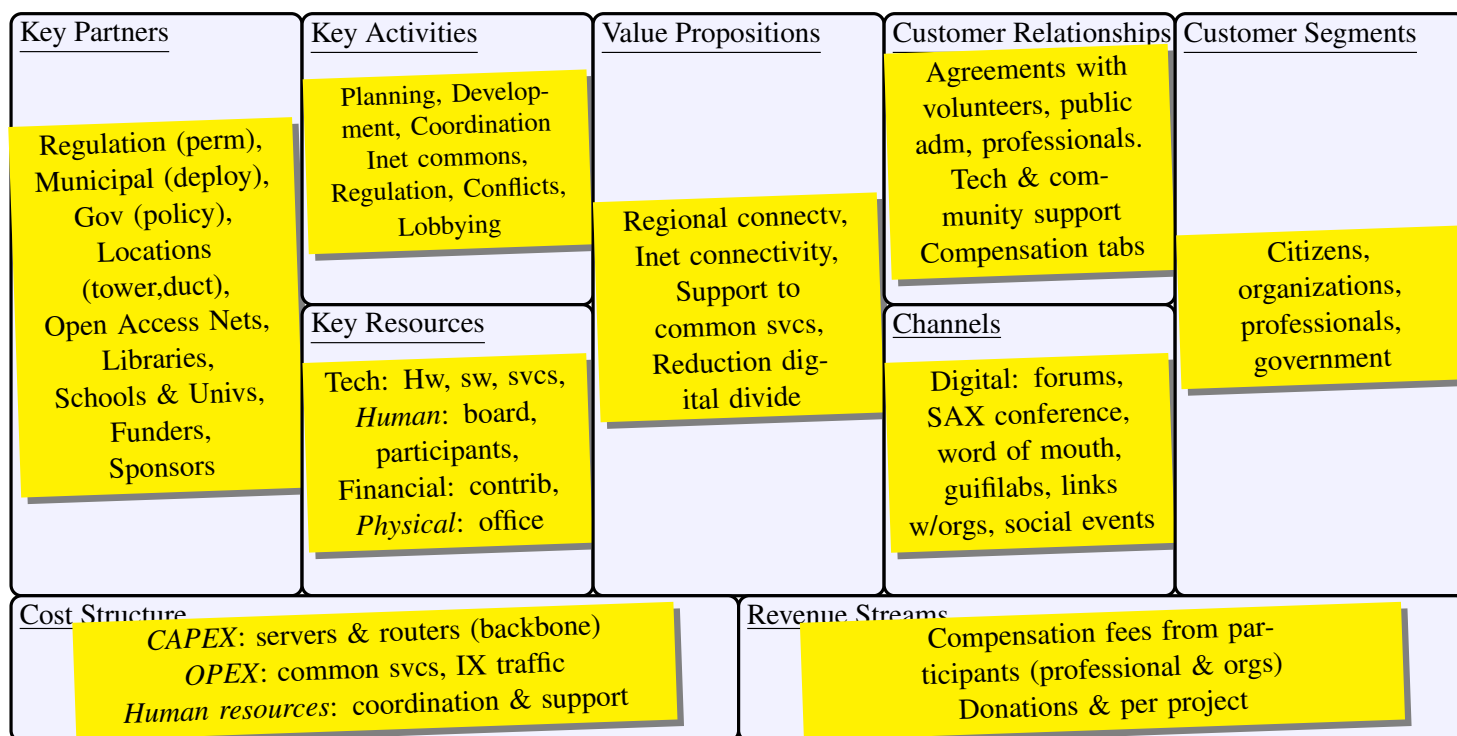 Key Partners
Regulation (perm),
Municipal (deploy),
Gov (policy),
Locations
(tower,duct),
Open Access Nets,
Libraries,
Schools & Univs,
Funders,
Sponsors
Key Activities
Planning, Develop-
ment, Coordination
Inet commons,
Regulation, Conflicts,
Lobbying
Key Resources
Tech: Hw, sw, svcs,
Human: board,
participants,
Financial: contrib,
Physical: office
Value Propositions
Regional connectv,
Inet connectivity,
Support to
common svcs,
Reduction dig-
ital divide
Customer Relationships
Agreements with
volunteers, public
adm, professionals.
Tech & com-
munity support
Compensation tabs
Channels
Digital: forums,
SAX conference,
word of mouth,
guifilabs, links
w/orgs, social events
Customer Segments
Citizens,
organizations,
professionals,
government
Cost Structure
CAPEX: servers & routers (backbone)
OPEX: common svcs, IX traffic
Human resources: coordination & support
Revenue Streams
Compensation fees from par-
ticipants (professional & orgs)
Donations & per project